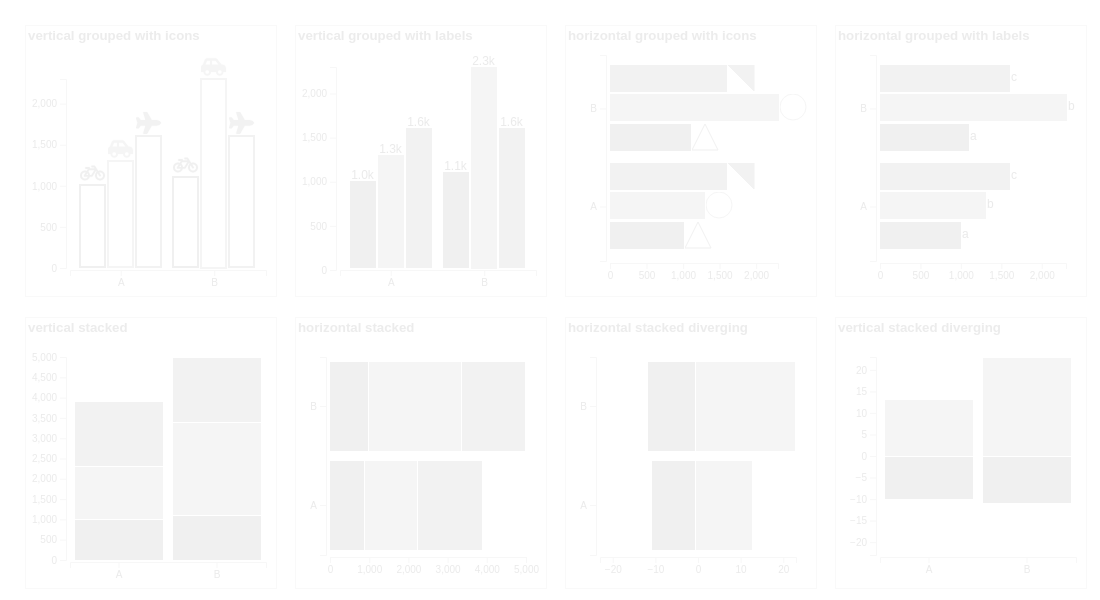 vertical grouped with icons
2,000
1,500
1,000
500
0
A B
vertical grouped with labels
2,000
1,500
1,000
500
0
1.0k 1.3k 1.6k 1.1k 2.3k 1.6k
A B
horizontal grouped with icons
B
A
0 500 1,000 1,500 2,000
horizontal grouped with labels
c
b
a
B
c
b
a
A
0 500 1,000 1,500 2,000
vertical stacked
5,000
4,500
4,000
3,500
3,000
2,500
2,000
1,500
1,000
500
0
A B
horizontal stacked
B
A
0 1,000 2,000 3,000 4,000 5,000
horizontal stacked diverging
B
A
−20 −10 0 10 20
vertical stacked diverging
20
15
10
5
0
−5
−10
−15
−20
A B